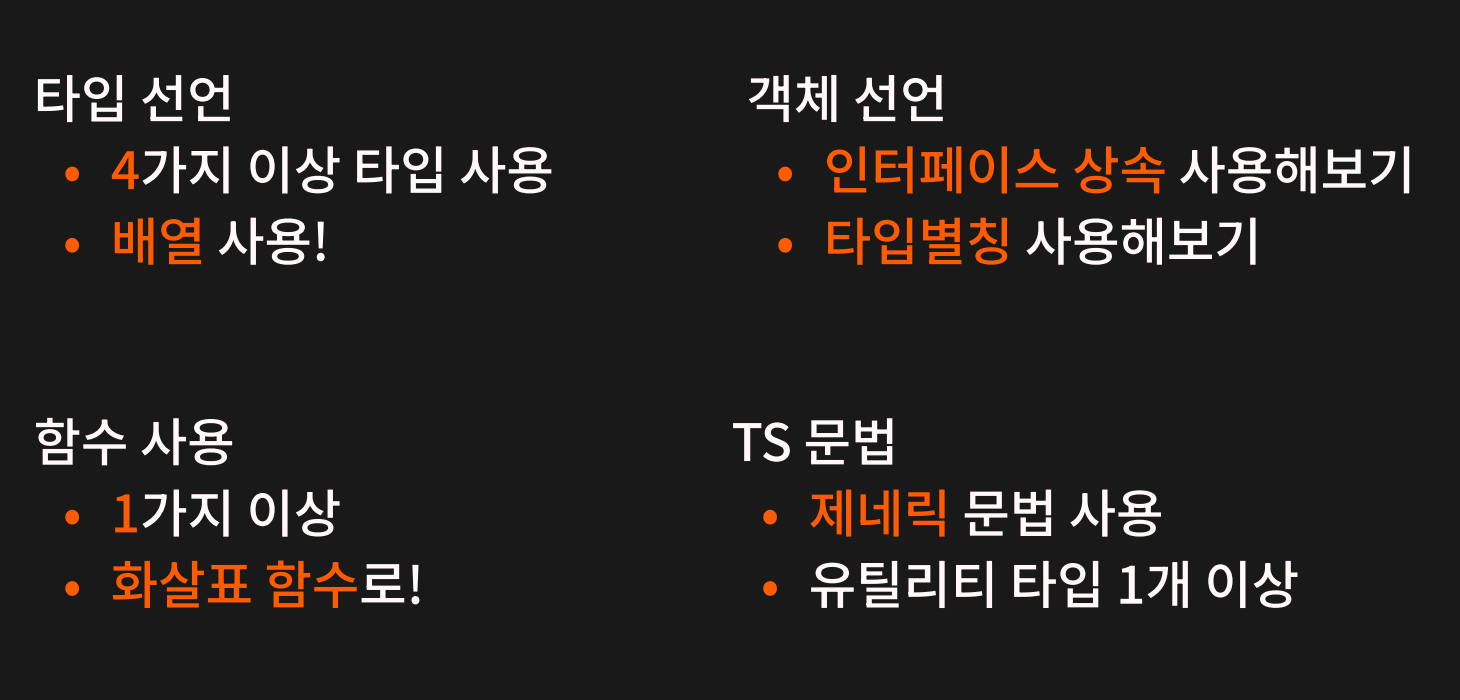 타입 선언
• 4가지 이상 타입 사용
• 배열 사용!
객체 선언
• 인터페이스 상속 사용해보기
• 타입별칭 사용해보기
함수 사용
• 1가지 이상
• 화살표 함수로!
TS 문법
• 제네릭 문법 사용
• 유틸리티 타입 1개 이상